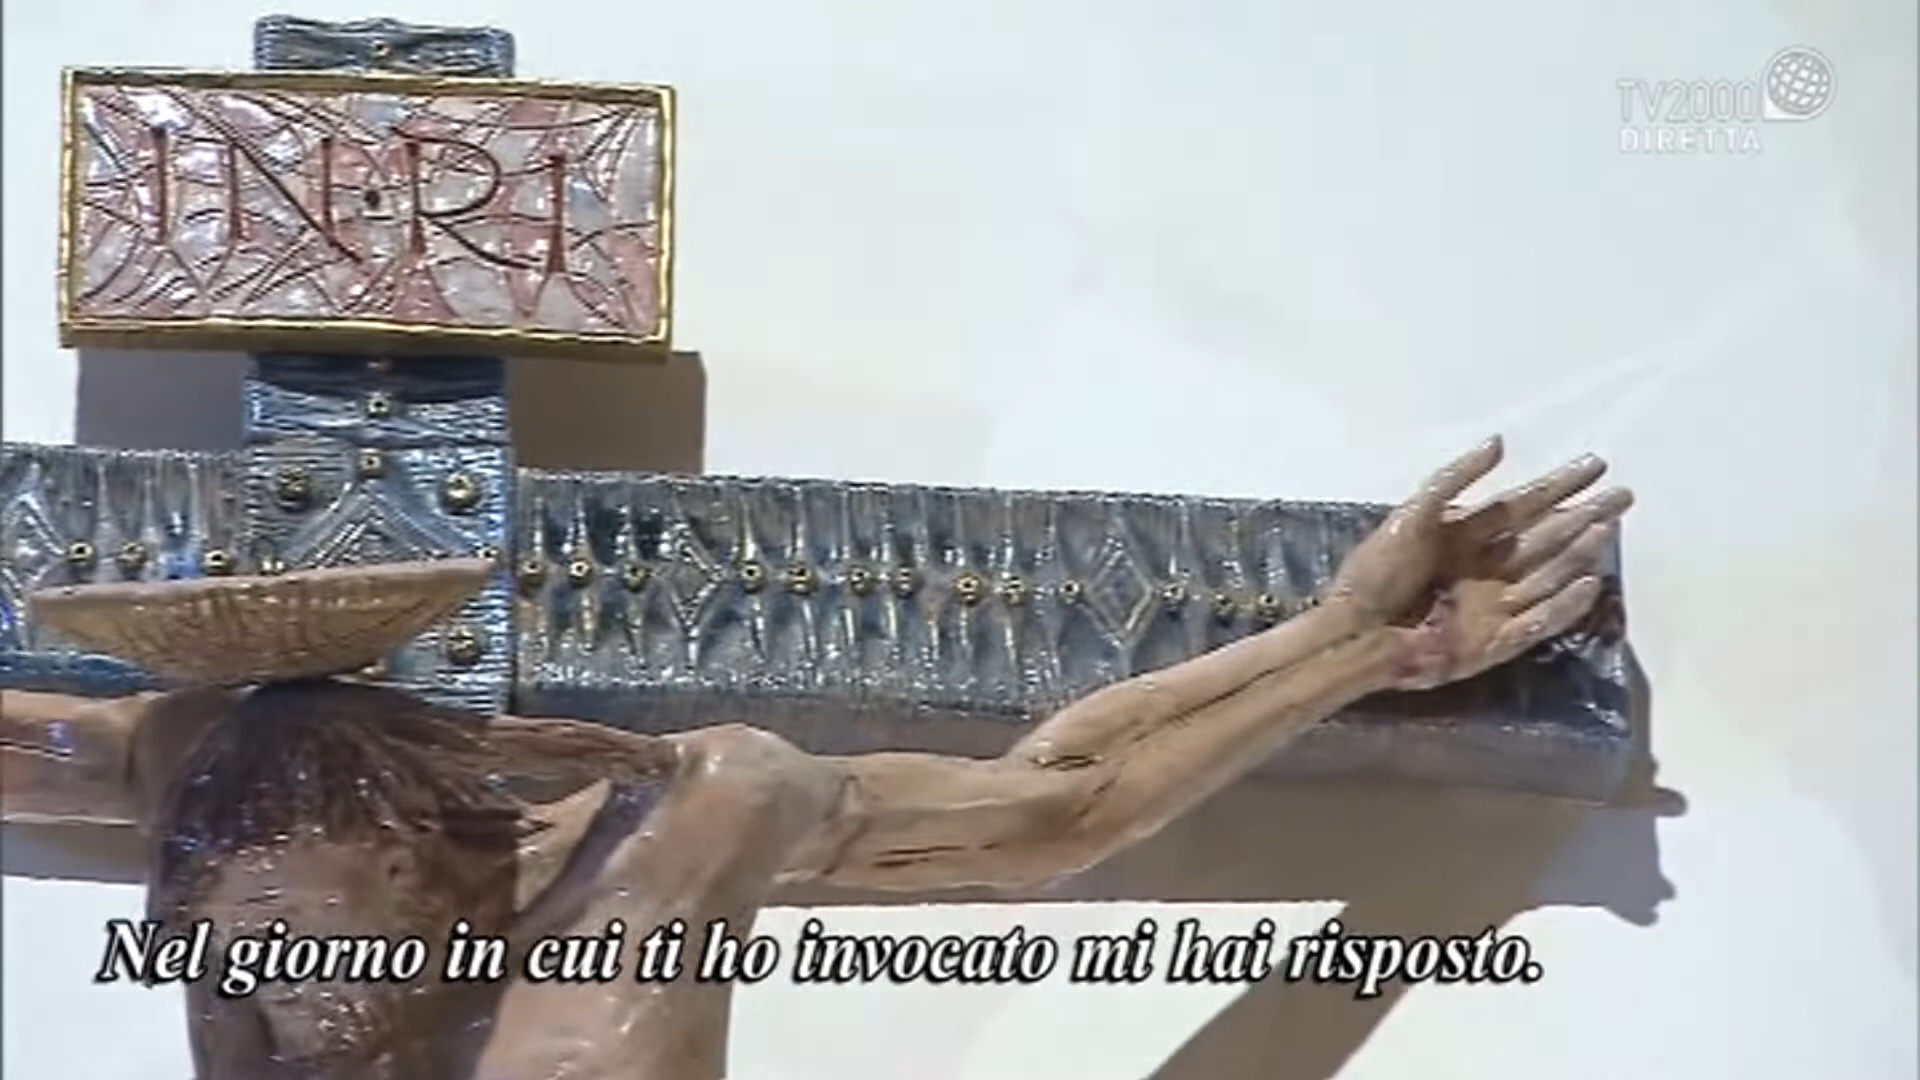 INRI
TV2000
DIRETTA
Nel giorno in cui ti ho invocato mi hai risposto.